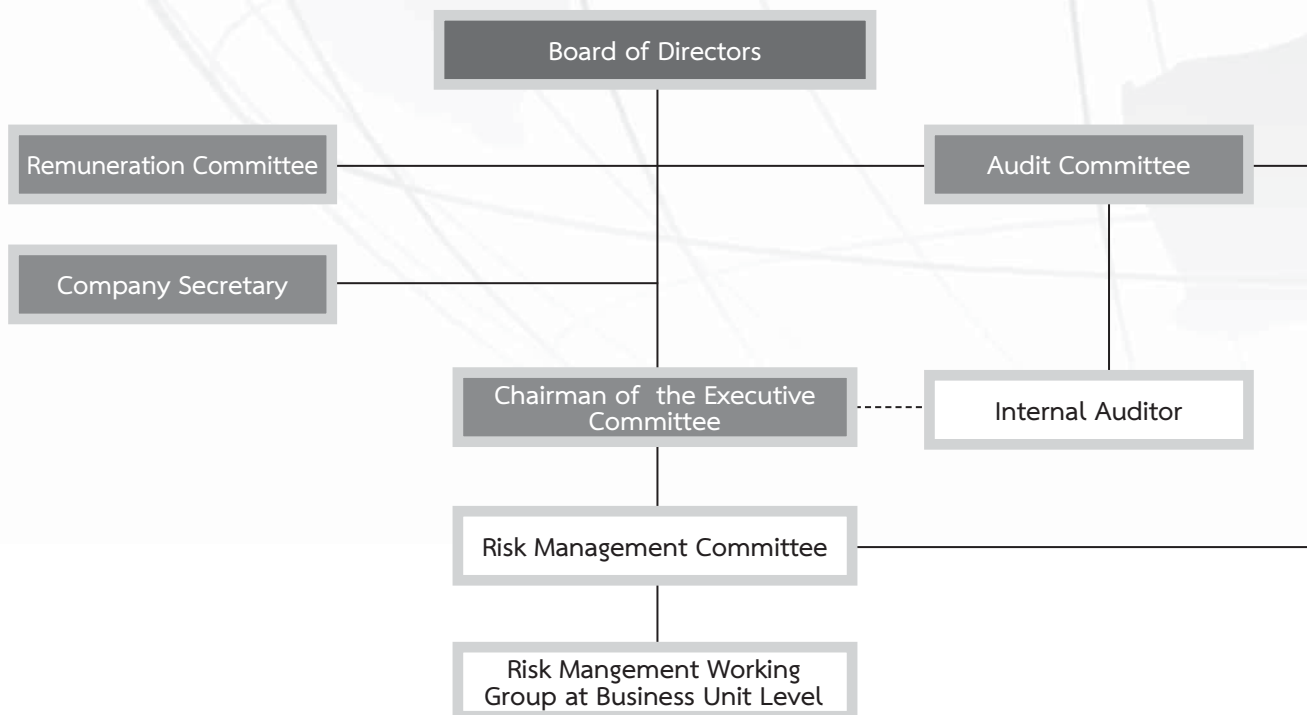 Board of Directors
Remuneration Committee
Audit Committee
Company Secretary
Chairman of the Executive
Committee
Internal Auditor
Risk Management Committee
Risk Mangement Working
Group at Business Unit Level